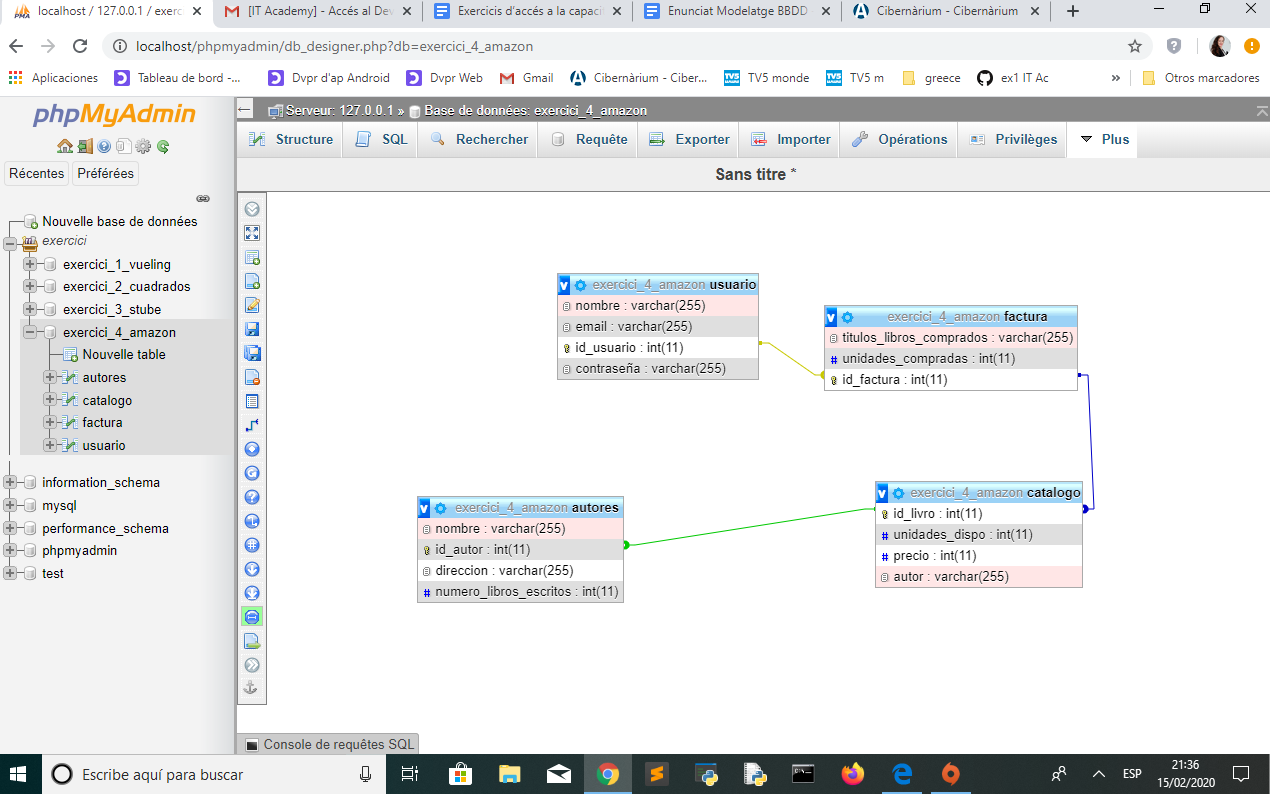 localhost / 127.0.0.1 / exerc
[IT Academy] - Accés al Dev
Exercicis d'accés a la capacit
Enunciat Modelatge BBDD
Cibernàrium - Cibernàrium
localhost/phpmyadmin/db_designer.php?db=exercici_4_amazon
Aplicaciones
Tableau de bord -...
Dvpr d'ap Android
Dvpr Web
Gmail
Cibernàrium - Ciber...
TV5 monde
TV5 m
greece
ex1 IT Ac
»
Otros marcadores
phpMyAdmin
Récentes
Préférées
Nouvelle base de données
exercici
exercici_1_vueling
exercici_2_cuadrados
exercici_3_stube
exercici_4_amazon
Nouvelle table
autores
catalogo
factura
usuario
information_schema
mysql
performance_schema
phpmyadmin
test
Serveur: 127.0.0.1 » Base de données: exercici_4_amazon
Structure
SQL
Rechercher
Requête
Exporter
Importer
Opérations
Privilèges
Plus
Sans titre *
v exercici_4_amazon usuario
nombre : varchar(255)
email : varchar(255)
id_usuario : int(11)
contraseña : varchar(255)
v exercici_4_amazon factura
titulos_libros_comprados : varchar(255)
# unidades_compradas : int(11)
id_factura : int(11)
v exercici_4_amazon autores
nombre : varchar(255)
id_autor : int(11)
direccion : varchar(255)
# numero_libros_escritos : int(11)
v exercici_4_amazon catalogo
id_livro : int(11)
# unidades_dispo : int(11)
# precio : int(11)
autor : varchar(255)
Console de requêtes SQL
Escribe aquí para buscar
ESP
21:36
15/02/2020